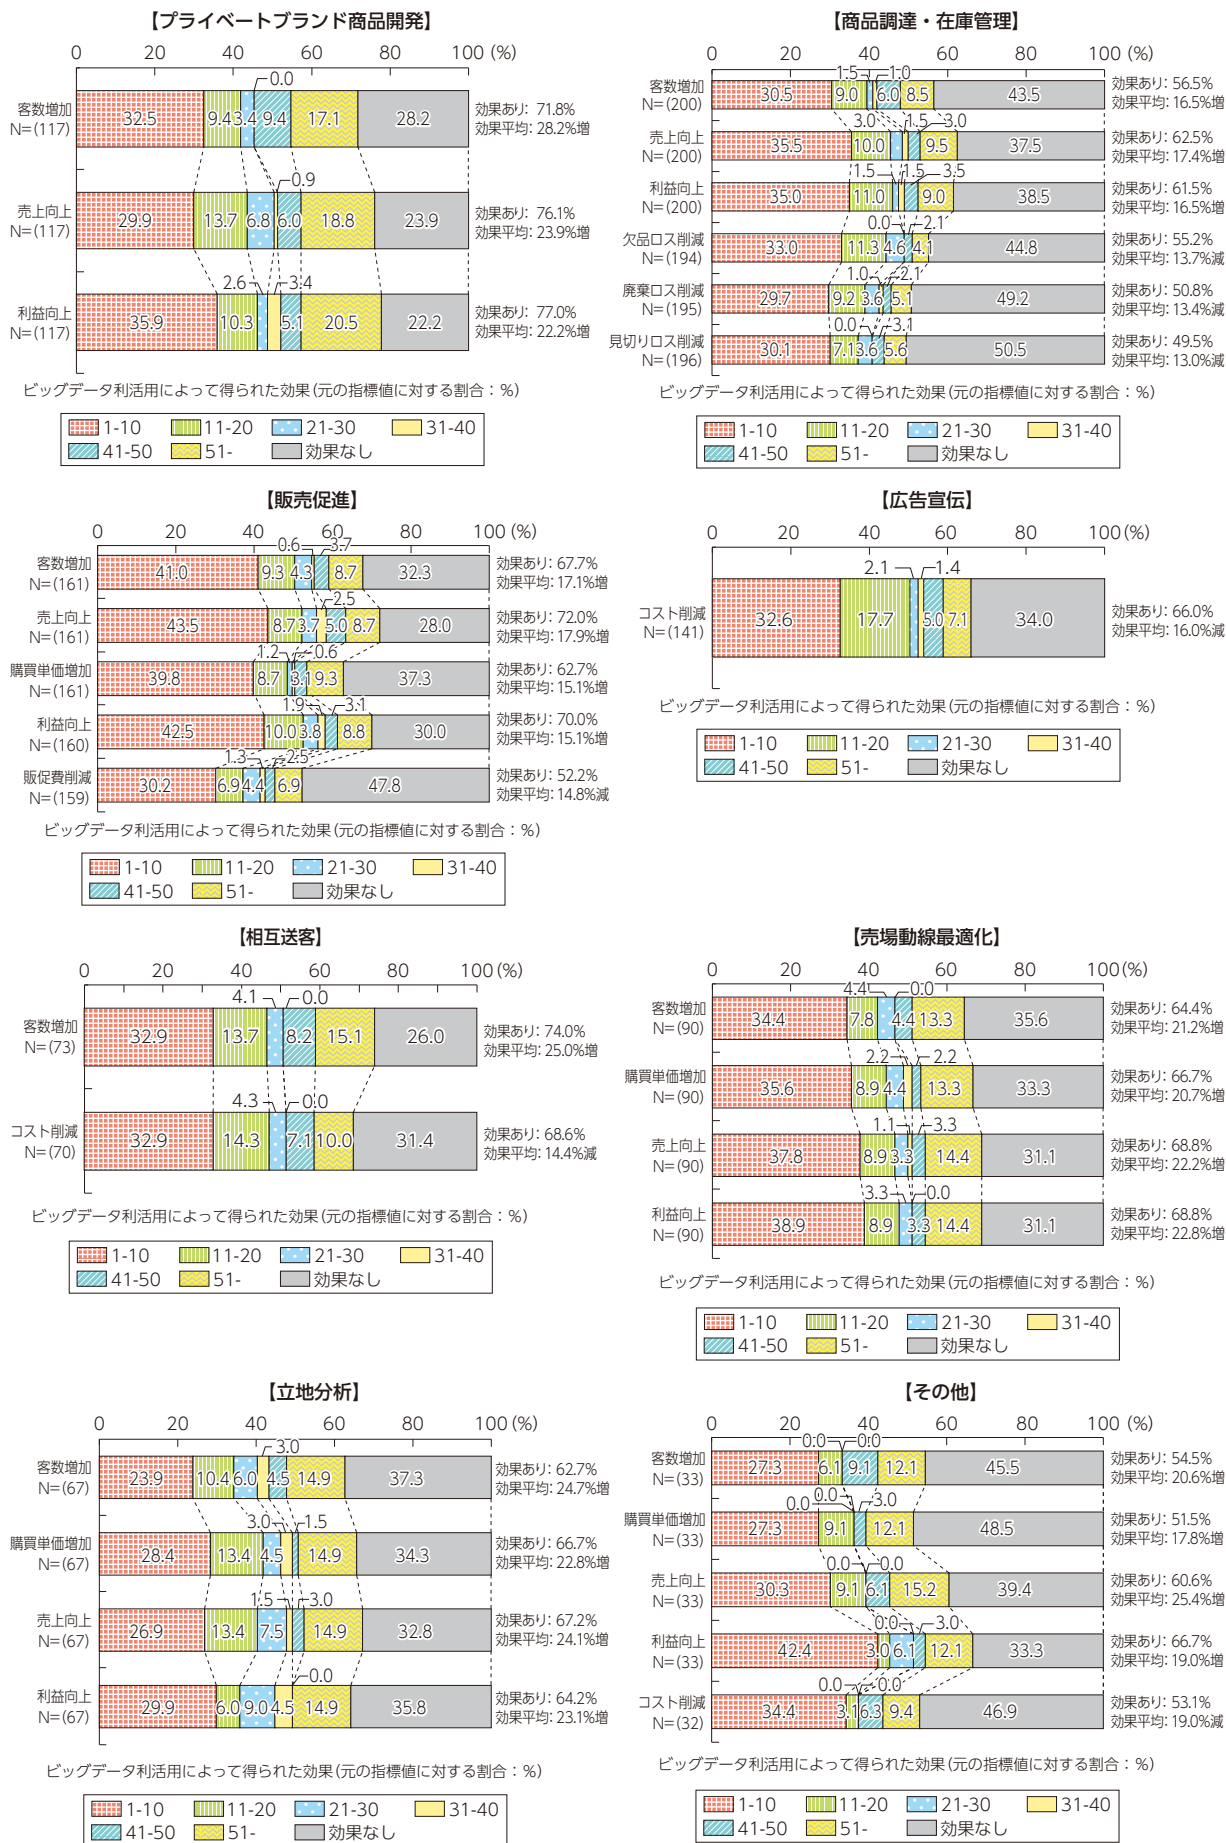 【プライベートブランド商品開発】
0 20 40 60 80 100 (%)
0.0
客数増加
N=(117)
32.5 9.4 3.4 9.4 17.1 28.2
効果あり: 71.8%
効果平均: 28.2%増
0.9
売上向上
N=(117)
29.9 13.7 6.8 6.0 18.8 23.9
効果あり: 76.1%
効果平均: 23.9%増
2.6 3.4
利益向上
N=(117)
35.9 10.3 5.1 20.5 22.2
効果あり: 77.0%
効果平均: 22.2%増
ビッグデータ利活用によって得られた効果(元の指標値に対する割合：%)
1-10 11-20 21-30 31-40
41-50 51- 効果なし
【商品調達・在庫管理】
0 20 40 60 80 100 (%)
1.5 1.0
客数増加
N=(200)
30.5 9.0 6.0 8.5 43.5
効果あり: 56.5%
効果平均: 16.5%増
3.0 1.5 3.0
売上向上
N=(200)
35.5 10.0 9.5 37.5
効果あり: 62.5%
効果平均: 17.4%増
1.5 1.5 3.5
利益向上
N=(200)
35.0 11.0 9.0 38.5
効果あり: 61.5%
効果平均: 16.5%増
0.0 2.1
欠品ロス削減
N=(194)
33.0 11.3 4.6 4.1 44.8
効果あり: 55.2%
効果平均: 13.7%減
1.0 2.1
廃棄ロス削減
N=(195)
29.7 9.2 3.6 5.1 49.2
効果あり: 50.8%
効果平均: 13.4%減
0.0 3.1
見切りロス削減
N=(196)
30.1 7.1 3.6 5.6 50.5
効果あり: 49.5%
効果平均: 13.0%減
ビッグデータ利活用によって得られた効果(元の指標値に対する割合：%)
1-10 11-20 21-30 31-40
41-50 51- 効果なし
【販売促進】
0 20 40 60 80 100 (%)
0.6 3.7
客数増加
N=(161)
41.0 9.3 4.3 8.7 32.3
効果あり: 67.7%
効果平均: 17.1%増
2.5
売上向上
N=(161)
43.5 8.7 3.7 5.0 8.7 28.0
効果あり: 72.0%
効果平均: 17.9%増
1.2 0.6
購買単価増加
N=(161)
39.8 8.7 3.1 9.3 37.3
効果あり: 62.7%
効果平均: 15.1%増
1.9 3.1
利益向上
N=(160)
42.5 10.0 3.8 8.8 30.0
効果あり: 70.0%
効果平均: 15.1%増
1.3 2.5
販促費削減
N=(159)
30.2 6.9 4.4 6.9 47.8
効果あり: 52.2%
効果平均: 14.8%減
ビッグデータ利活用によって得られた効果(元の指標値に対する割合：%)
1-10 11-20 21-30 31-40
41-50 51- 効果なし
【広告宣伝】
0 20 40 60 80 100 (%)
2.1 1.4
コスト削減
N=(141)
32.6 17.7 5.0 7.1 34.0
効果あり: 66.0%
効果平均: 16.0%減
ビッグデータ利活用によって得られた効果(元の指標値に対する割合：%)
1-10 11-20 21-30 31-40
41-50 51- 効果なし
【相互送客】
0 20 40 60 80 100 (%)
4.1 0.0
客数増加
N=(73)
32.9 13.7 8.2 15.1 26.0
効果あり: 74.0%
効果平均: 25.0%増
4.3 0.0
コスト削減
N=(70)
32.9 14.3 7.1 10.0 31.4
効果あり: 68.6%
効果平均: 14.4%減
ビッグデータ利活用によって得られた効果(元の指標値に対する割合：%)
1-10 11-20 21-30 31-40
41-50 51- 効果なし
【売場動線最適化】
0 20 40 60 80 100 (%)
4.4 0.0
客数増加
N=(90)
34.4 7.8 4.4 13.3 35.6
効果あり: 64.4%
効果平均: 21.2%増
2.2 2.2
購買単価増加
N=(90)
35.6 8.9 4.4 13.3 33.3
効果あり: 66.7%
効果平均: 20.7%増
1.1 3.3
売上向上
N=(90)
37.8 8.9 3.3 14.4 31.1
効果あり: 68.8%
効果平均: 22.2%増
3.3 0.0
利益向上
N=(90)
38.9 8.9 3.3 14.4 31.1
効果あり: 68.8%
効果平均: 22.8%増
ビッグデータ利活用によって得られた効果(元の指標値に対する割合：%)
1-10 11-20 21-30 31-40
41-50 51- 効果なし
【立地分析】
0 20 40 60 80 100 (%)
3.0
客数増加
N=(67)
23.9 10.4 6.0 4.5 14.9 37.3
効果あり: 62.7%
効果平均: 24.7%増
3.0 1.5
購買単価増加
N=(67)
28.4 13.4 4.5 14.9 34.3
効果あり: 66.7%
効果平均: 22.8%増
1.5 3.0
売上向上
N=(67)
26.9 13.4 7.5 14.9 32.8
効果あり: 67.2%
効果平均: 24.1%増
0.0
利益向上
N=(67)
29.9 6.0 9.0 4.5 14.9 35.8
効果あり: 64.2%
効果平均: 23.1%増
ビッグデータ利活用によって得られた効果(元の指標値に対する割合：%)
1-10 11-20 21-30 31-40
41-50 51- 効果なし
【その他】
0 20 40 60 80 100 (%)
0.0 0.0
客数増加
N=(33)
27.3 6.1 9.1 12.1 45.5
効果あり: 54.5%
効果平均: 20.6%増
0.0
0.0 3.0
購買単価増加
N=(33)
27.3 9.1 12.1 48.5
効果あり: 51.5%
効果平均: 17.8%増
0.0 0.0
売上向上
N=(33)
30.3 9.1 6.1 15.2 39.4
効果あり: 60.6%
効果平均: 25.4%増
0.0 3.0
利益向上
N=(33)
42.4 3.0 6.1 12.1 33.3
効果あり: 66.7%
効果平均: 19.0%増
0.0 0.0
コスト削減
N=(32)
34.4 3.1 6.3 9.4 46.9
効果あり: 53.1%
効果平均: 19.0%減
ビッグデータ利活用によって得られた効果(元の指標値に対する割合：%)
1-10 11-20 21-30 31-40
41-50 51- 効果なし